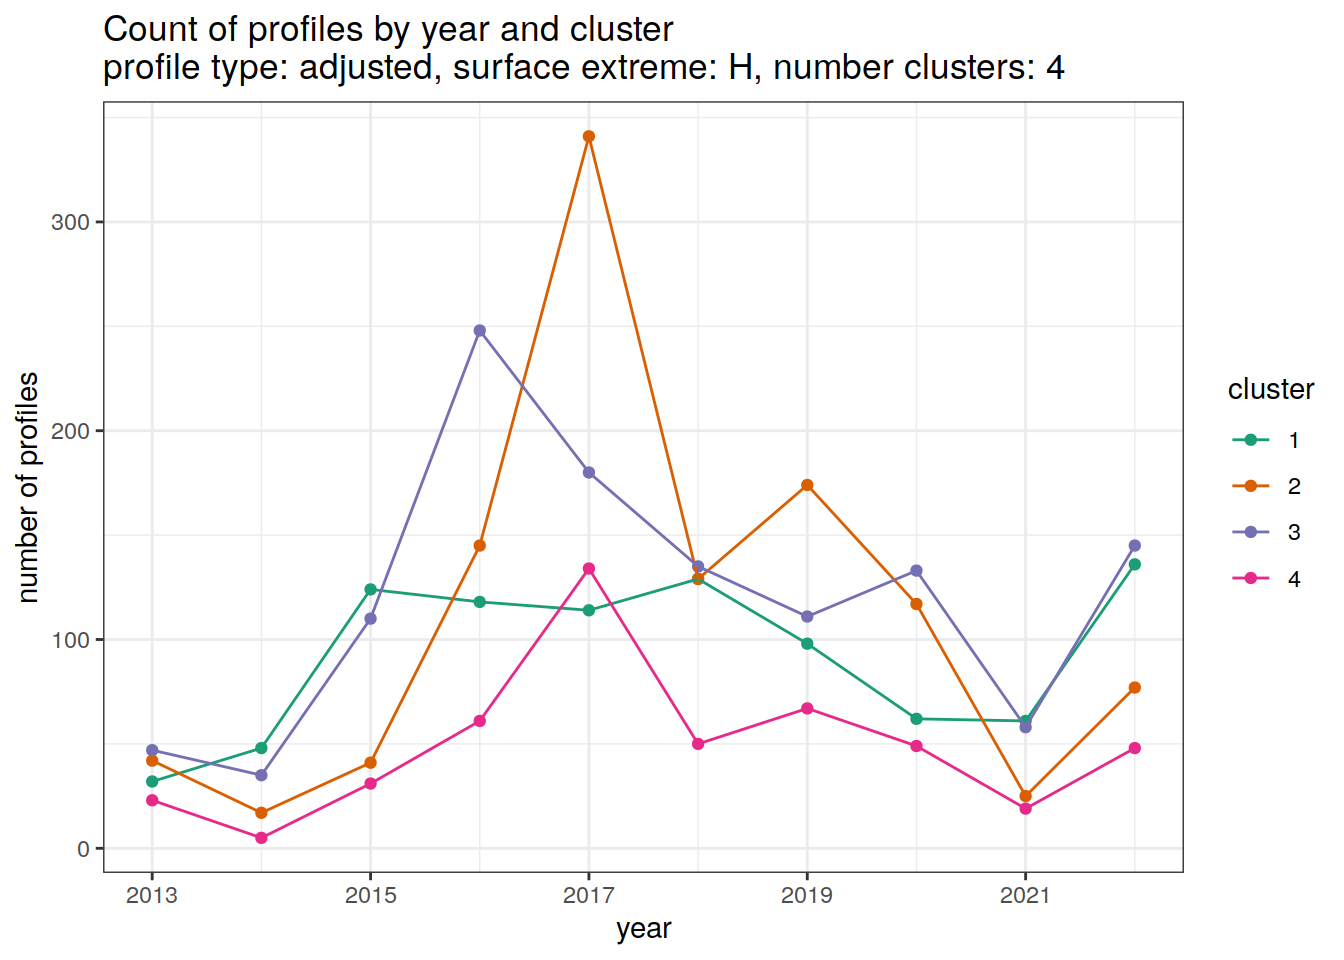 Count of profiles by year and cluster
profile type: adjusted, surface extreme: H, number clusters: 4
number of profiles
300
200
100
0
2013
2015
2017
2019
2021
year
cluster
1
2
3
4